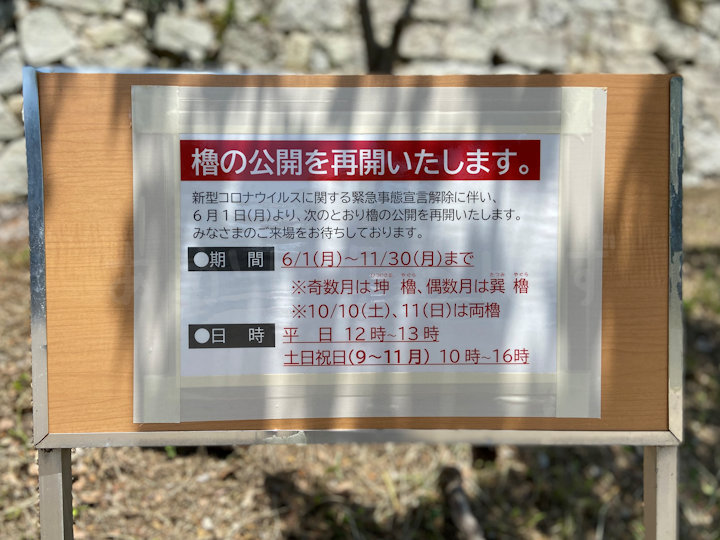 櫓の公開を再開いたします。
新型コロナウイルスに関する緊急事態宣言解除に伴い、
6月1日(月)より、次のとおり櫓の公開を再開いたします。
みなさまのご来場をお待ちしております。
●期 間 6/1(月)～11/30(月)まで
※奇数月は坤 櫓、偶数月は巽 櫓
※10/10(土)、11(日)は両櫓
●日 時 平 日 12時~13時
土日祝日(9～11月) 10時~16時